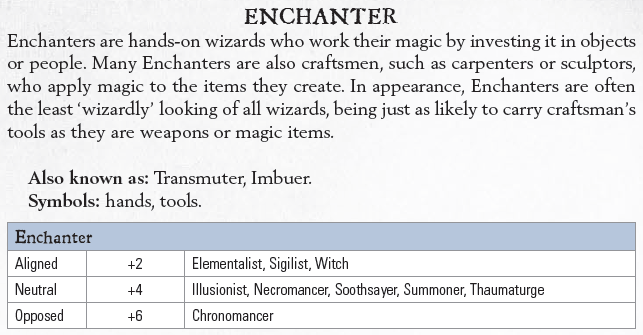 ENCHANTER
Enchanters are hands-on wizards who work their magic by investing it in objects
or people. Many Enchanters are also craftsmen, such as carpenters or sculptors,
who apply magic to the items they create. In appearance, Enchanters are often
the least ‘wizardly’ looking of all wizards, being just as likely to carry craftsman’s
tools as they are weapons or magic items.
Also known as: Transmuter, Imbuer.
Symbols: hands, tools.
Enchanter
Aligned +2 Elementalist, Sigilist, Witch
Neutral +4 Illusionist, Necromancer, Soothsayer, Summoner, Thaumaturge
Opposed +6 Chronomancer